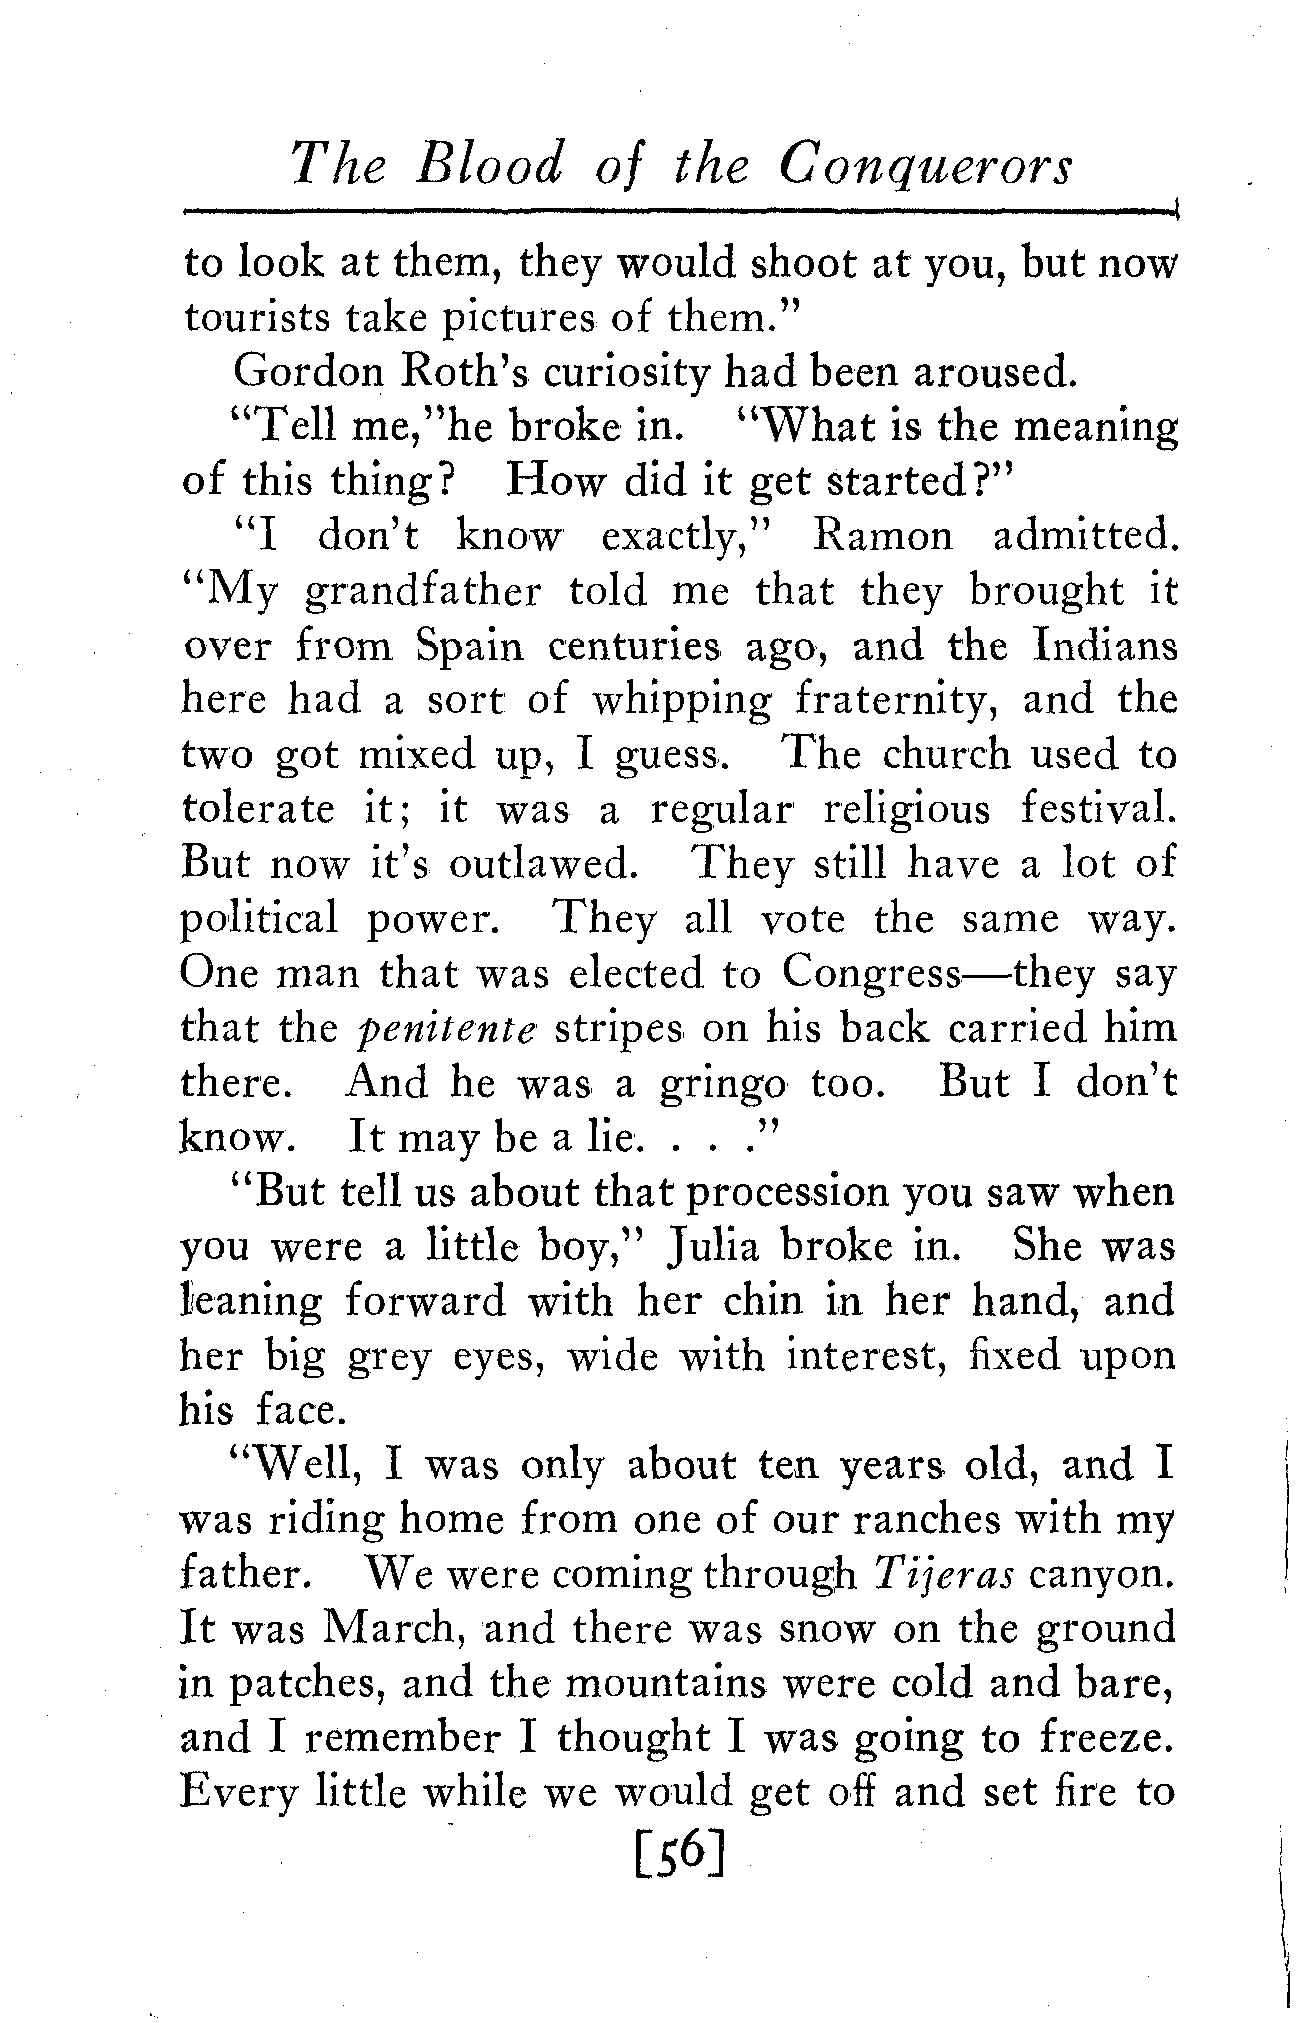 The Blood of the Conquerors
to look at them, they would shoot at you, but now
tourists take pictures of them."
Gordon Roth's curiosity had been aroused.
"Tell me,"he broke in. "What is the meaning
of this thing? How did it get started?"
"I don't know exactly," Ramon admitted.
"My grandfather told me that they brought it
over from Spain centuries ago, and the Indians
here had a sort of whipping fraternity, and the
two got mixed up, I guess. The church used to
tolerate it; it was a regular religious festival.
But now it's outlawed. They still have a lot of
political power. They all vote the same way.
One man that was elected to Congress—they say
that the penitente stripes on his back carried him
there. And he was a gringo too. But I don't
know. It may be a lie. . . ."
"But tell us about that procession you saw when
you were a little boy," Julia broke in. She was
leaning forward with her chin in her hand, and
her big grey eyes, wide with interest, fixed upon
his face.
"Well, I was only about ten years old, and I
was riding home from one of our ranches with my
father. We were coming through Tijeras canyon.
It was March, and there was snow on the ground
in patches, and the mountains were cold and bare,
and I remember I thought I was going to freeze.
Every little while we would get off and set fire to
[56]